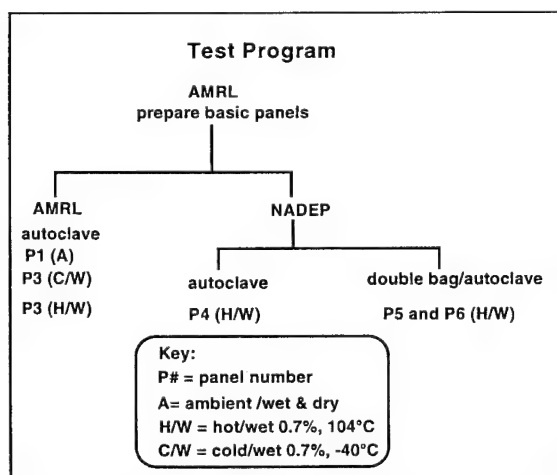 Test Program
AMRL
prepare basic panels
AMRL
autoclave
P1 (A)
P3 (C/W)
P3 (H/W)
NADEP
autoclave
P4 (H/W)
double bag/autoclave
P5 and P6 (H/W)
Key:
P# = panel number
A= ambient /wet & dry
H/W = hot/wet 0.7%, 104°C
C/W = cold/wet 0.7%, -40°C